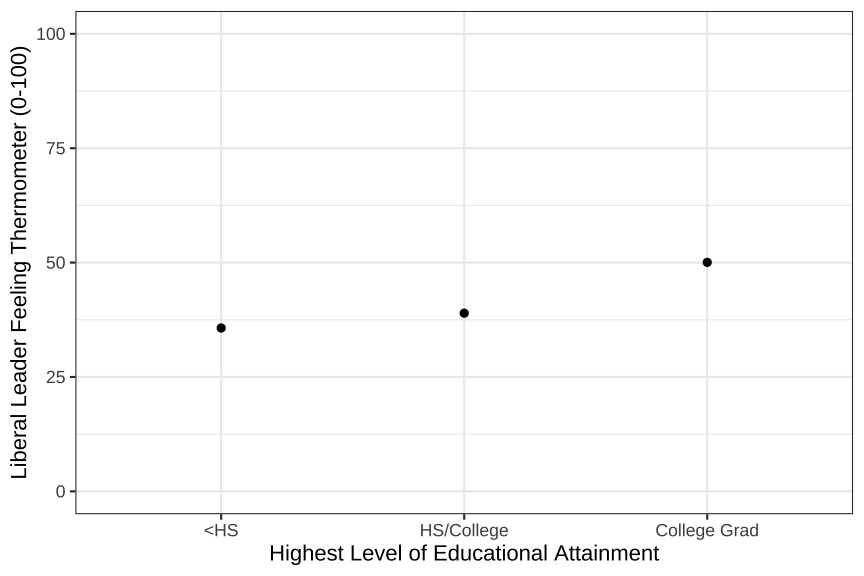 Liberal Leader Feeling Thermometer (0-100)
100
75
50
25
0
<HS HS/College College Grad
Highest Level of Educational Attainment